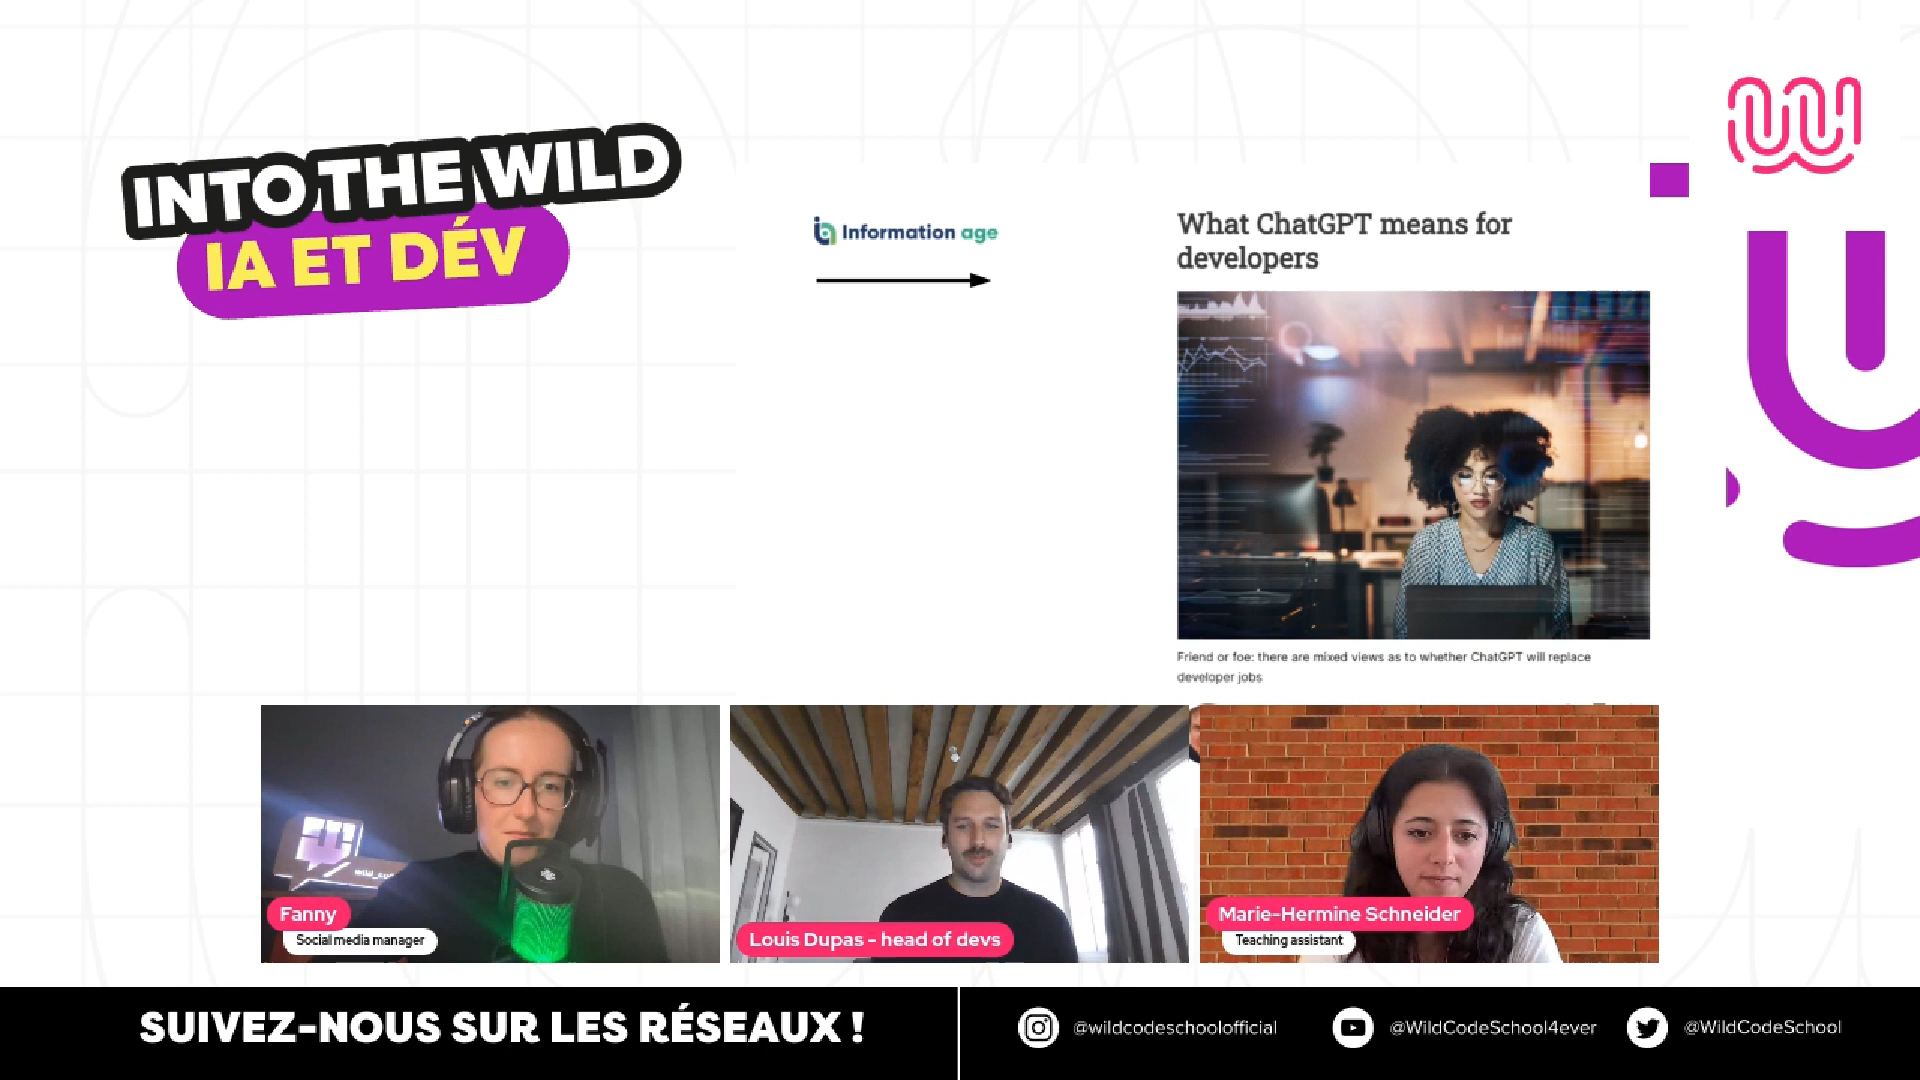 INTO THE WILD
IA ET DÉV
Information age
What ChatGPT means for
developers
Friend or foe: there are mixed views as to whether ChatGPT will replace
developer jobs
Fanny
Social media manager
Louis Dupas - head of devs
Marie-Hermine Schneider
Teaching assistant
SUIVEZ-NOUS SUR LES RÉSEAUX !
@wildcodeschoolofficial
@WildCodeSchool4ever
@WildCodeSchool